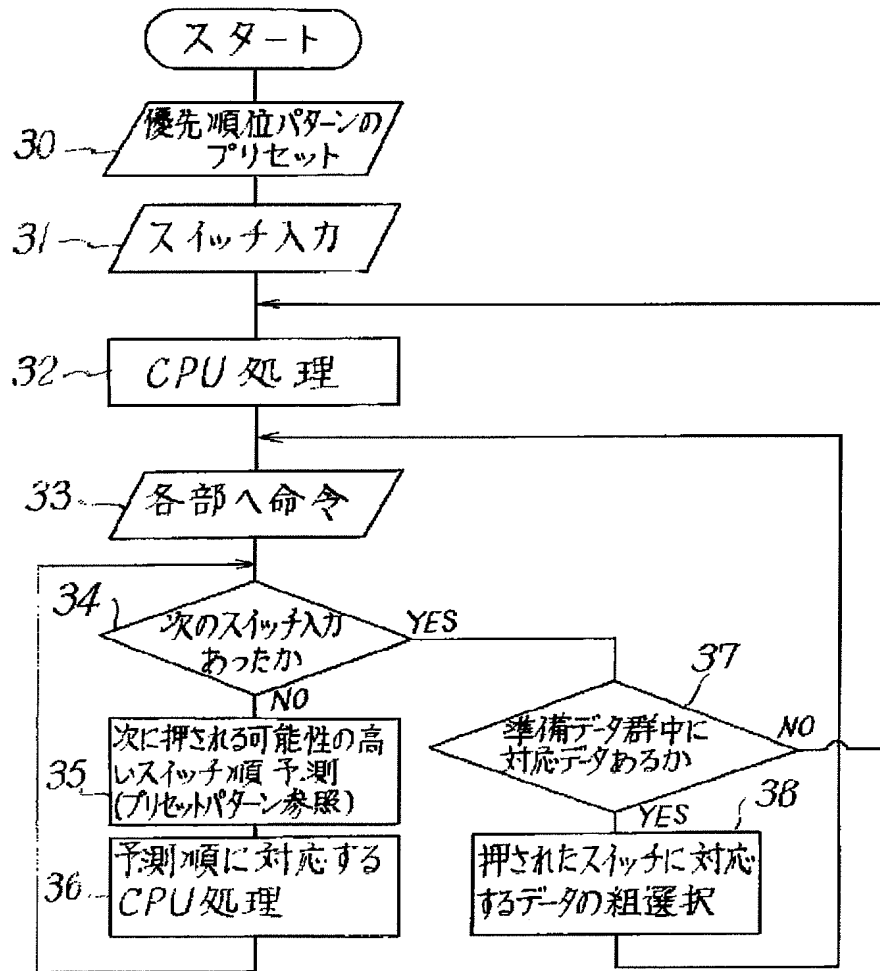 スタート
30
優先順位パターンの
プリセット
31
スイッチ入力
32
CPU処理
33
各部へ命令
34
次のスイッチ入力
あったか
YES
NO
37
準備データ群中に
対応データあるか
NO
YES
35
次に押される可能性の高
いスイッチ順予測
(プリセットパターン参照)
36
予測順に対応する
CPU処理
38
押されたスイッチに対応
するデータの組選択